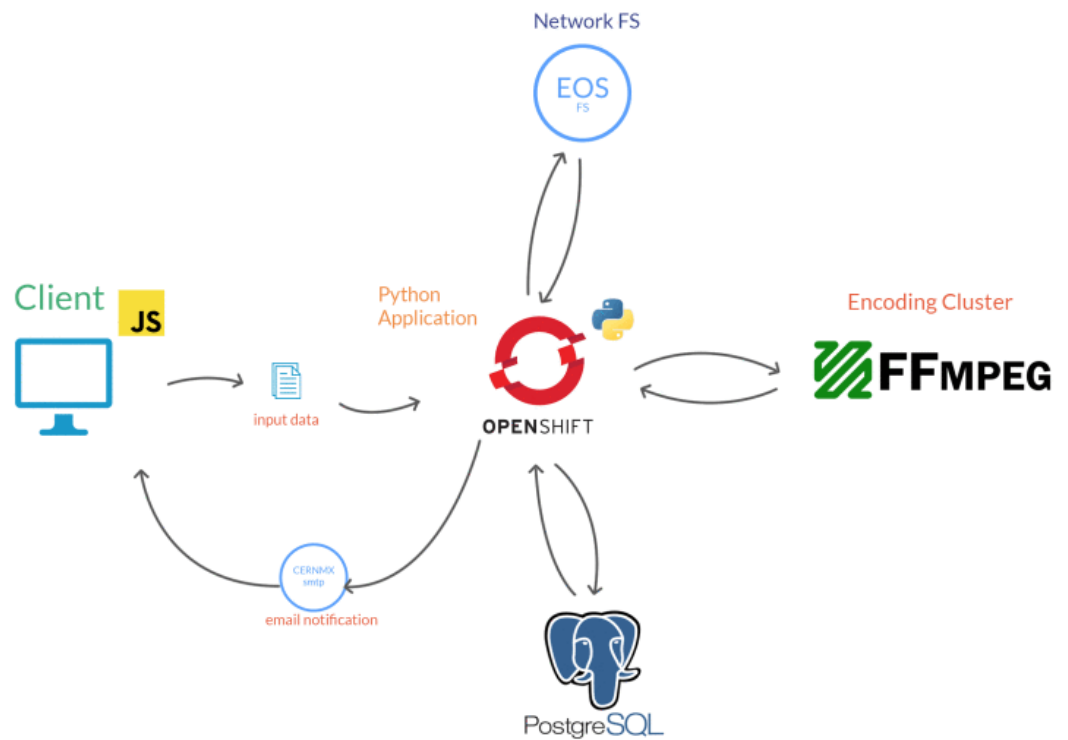 Network FS
EOS
FS
Client
JS
input data
Python
Application
OPENSHIFT
Encoding Cluster
FFMPEG
CERNMX
smtp
email notification
PostgreSQL